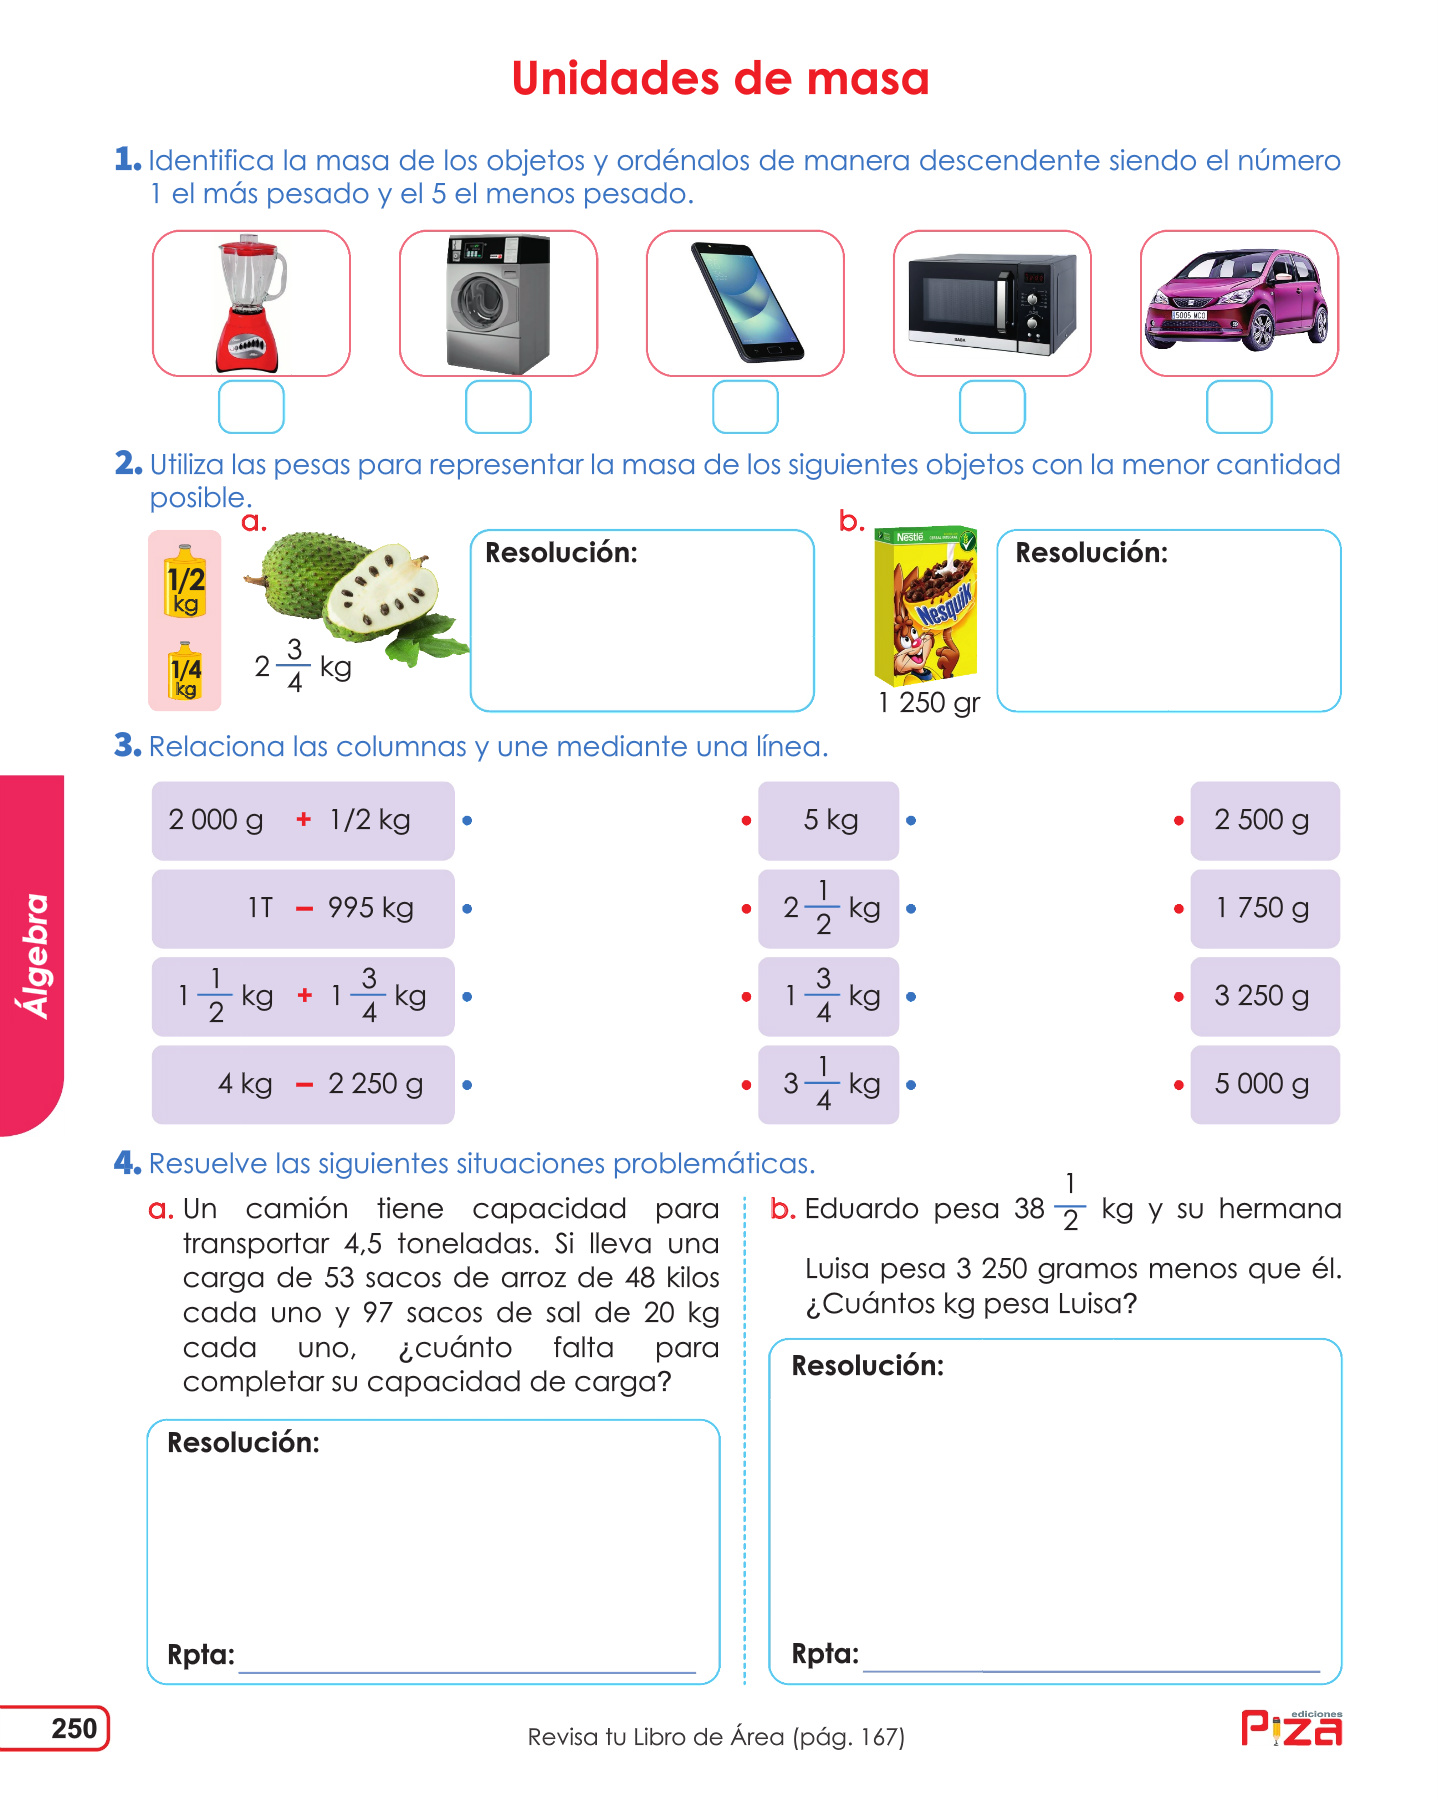 Unidades de masa
1. Identifica la masa de los objetos y ordénalos de manera descendente siendo el número
1 el más pesado y el 5 el menos pesado.
5005 MCG
2. Utiliza las pesas para representar la masa de los siguientes objetos con la menor cantidad
posible.
a.
1/2
kg
1/4
kg
2 3/4 kg
Resolución:
b.
Nestlé
Nesquik
1 250 gr
Resolución:
3. Relaciona las columnas y une mediante una línea.
2 000 g + 1/2 kg • • 5 kg • • 2 500 g
1T – 995 kg • • 2 1/2 kg • • 1 750 g
1 1/2 kg + 1 3/4 kg • • 1 3/4 kg • • 3 250 g
4 kg – 2 250 g • • 3 1/4 kg • • 5 000 g
Álgebra
4. Resuelve las siguientes situaciones problemáticas.
a. Un camión tiene capacidad para
transportar 4,5 toneladas. Si lleva una
carga de 53 sacos de arroz de 48 kilos
cada uno y 97 sacos de sal de 20 kg
cada uno, ¿cuánto falta para
completar su capacidad de carga?
Resolución:
Rpta:
b. Eduardo pesa 38 1/2 kg y su hermana
Luisa pesa 3 250 gramos menos que él.
¿Cuántos kg pesa Luisa?
Resolución:
Rpta:
250
Revisa tu Libro de Área (pág. 167)
ediciones
Piza